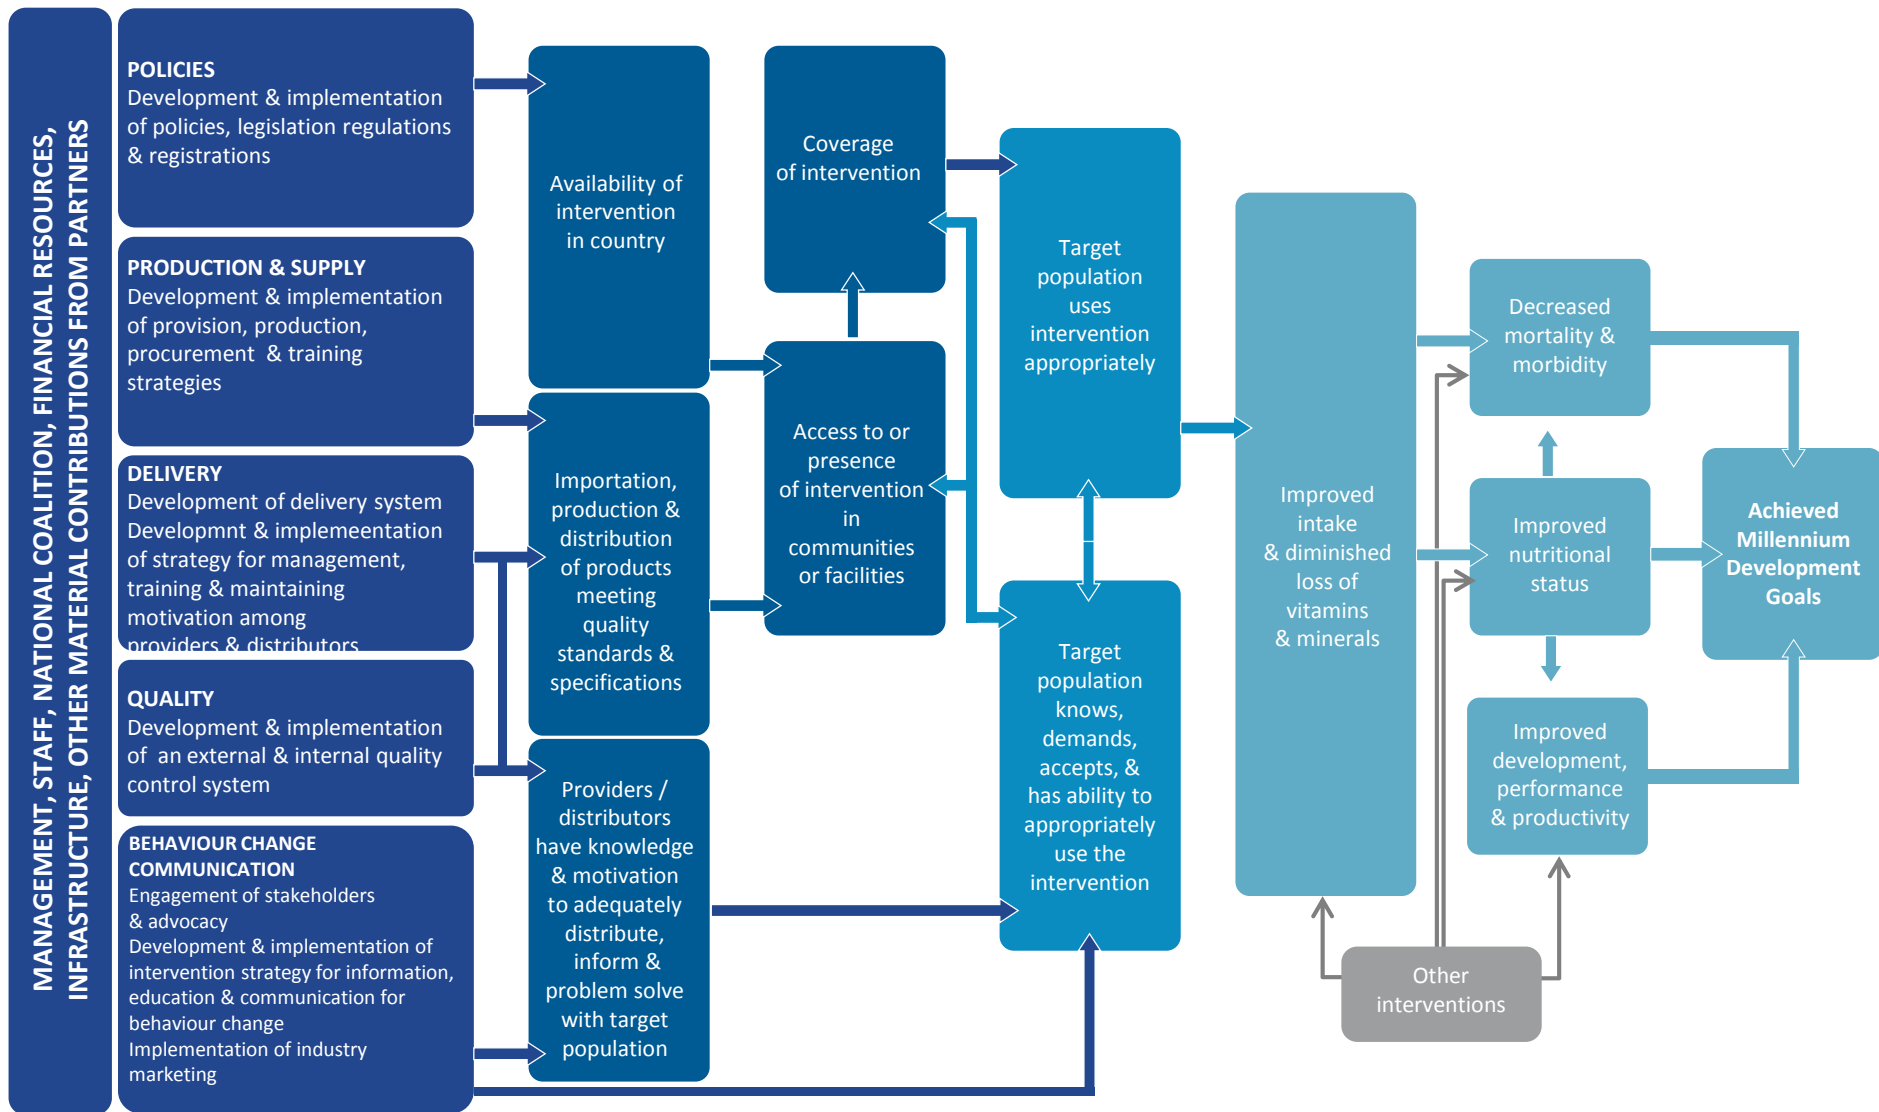 MANAGEMENT, STAFF, NATIONAL COALITION, FINANCIAL RESOURCES,
INFRASTRUCTURE, OTHER MATERIAL CONTRIBUTIONS FROM PARTNERS
POLICIES
Development & implementation
of policies, legislation regulations
& registrations
PRODUCTION & SUPPLY
Development & implementation
of provision, production,
procurement & training
strategies
DELIVERY
Development of delivery system
Developmnt & implemeentation
of strategy for management,
training & maintaining
motivation among
providers & distributors
QUALITY
Development & implementation
of an external & internal quality
control system
BEHAVIOUR CHANGE
COMMUNICATION
Engagement of stakeholders
& advocacy
Development & implementation of
intervention strategy for information,
education & communication for
behaviour change
Implementation of industry
marketing
Availability of
intervention
in country
Importation,
production &
distribution
of products
meeting
quality
standards &
specifications
Providers /
distributors
have knowledge
& motivation
to adequately
distribute,
inform &
problem solve
with target
population
Coverage
of intervention
Access to or
presence
of intervention
in
communities
or facilities
Target
population
uses
intervention
appropriately
Target
population
knows,
demands,
accepts, &
has ability to
appropriately
use the
intervention
Improved
intake
& diminished
loss of
vitamins
& minerals
Decreased
mortality &
morbidity
Improved
nutritional
status
Improved
development,
performance
& productivity
Other
interventions
Achieved
Millennium
Development
Goals